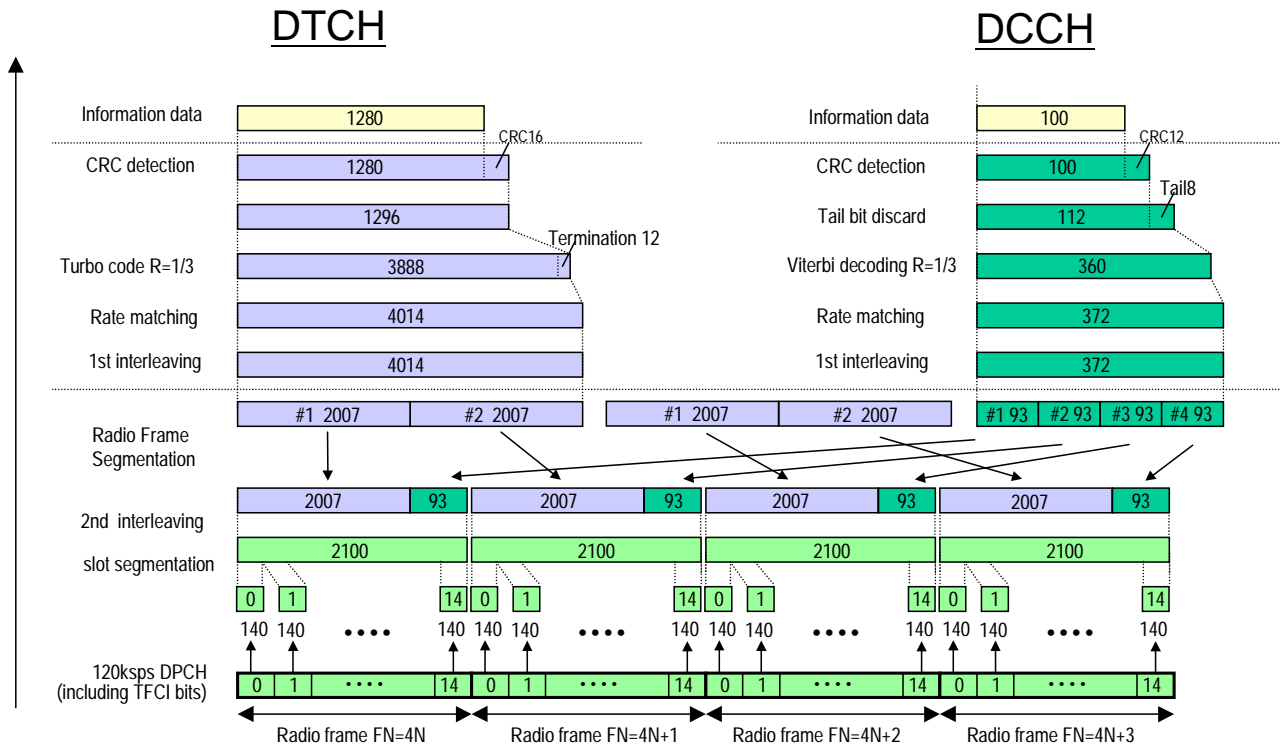 DTCH DCCH
Information data 1280 Information data 100
CRC16 CRC12
CRC detection 1280 CRC detection 100
Tail8
1296 Tail bit discard 112
Termination 12
Turbo code R=1/3 3888 Viterbi decoding R=1/3 360
Rate matching 4014 Rate matching 372
1st interleaving 4014 1st interleaving 372
#1 2007 #2 2007 #1 2007 #2 2007 #1 93 #2 93 #3 93 #4 93
Radio Frame
Segmentation
2007 93 2007 93 2007 93 2007 93
2nd interleaving
2100 2100 2100 2100
slot segmentation
0 1 14 0 1 14 0 1 14 0 1 14
140 140 •••• 140 140 140 •••• 140 140 140 •••• 140 140 140 •••• 140
120ksps DPCH
(including TFCI bits)
0 1 •••• 14 0 1 •••• 14 0 1 •••• 14 0 1 •••• 14
Radio frame FN=4N Radio frame FN=4N+1 Radio frame FN=4N+2 Radio frame FN=4N+3